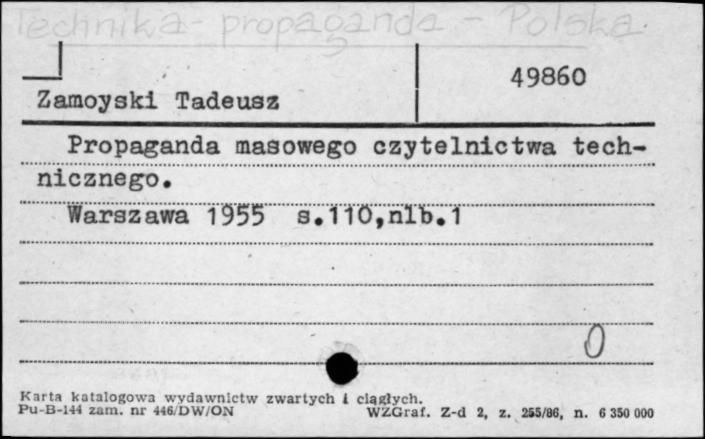 Technika - propaganda - Polska
49860
Zamoyski Tadeusz
Propaganda masowego czytelnictwa tech-
nicznego.
Warszawa 1955 s.110,nlb.1
0
Karta katalogowa wydawnictw zwartych i ciągłych.
Pu-B-144 zam. nr 446/DW/ON WZGraf. Z-d 2, z. 255/86, n. 6 350 000